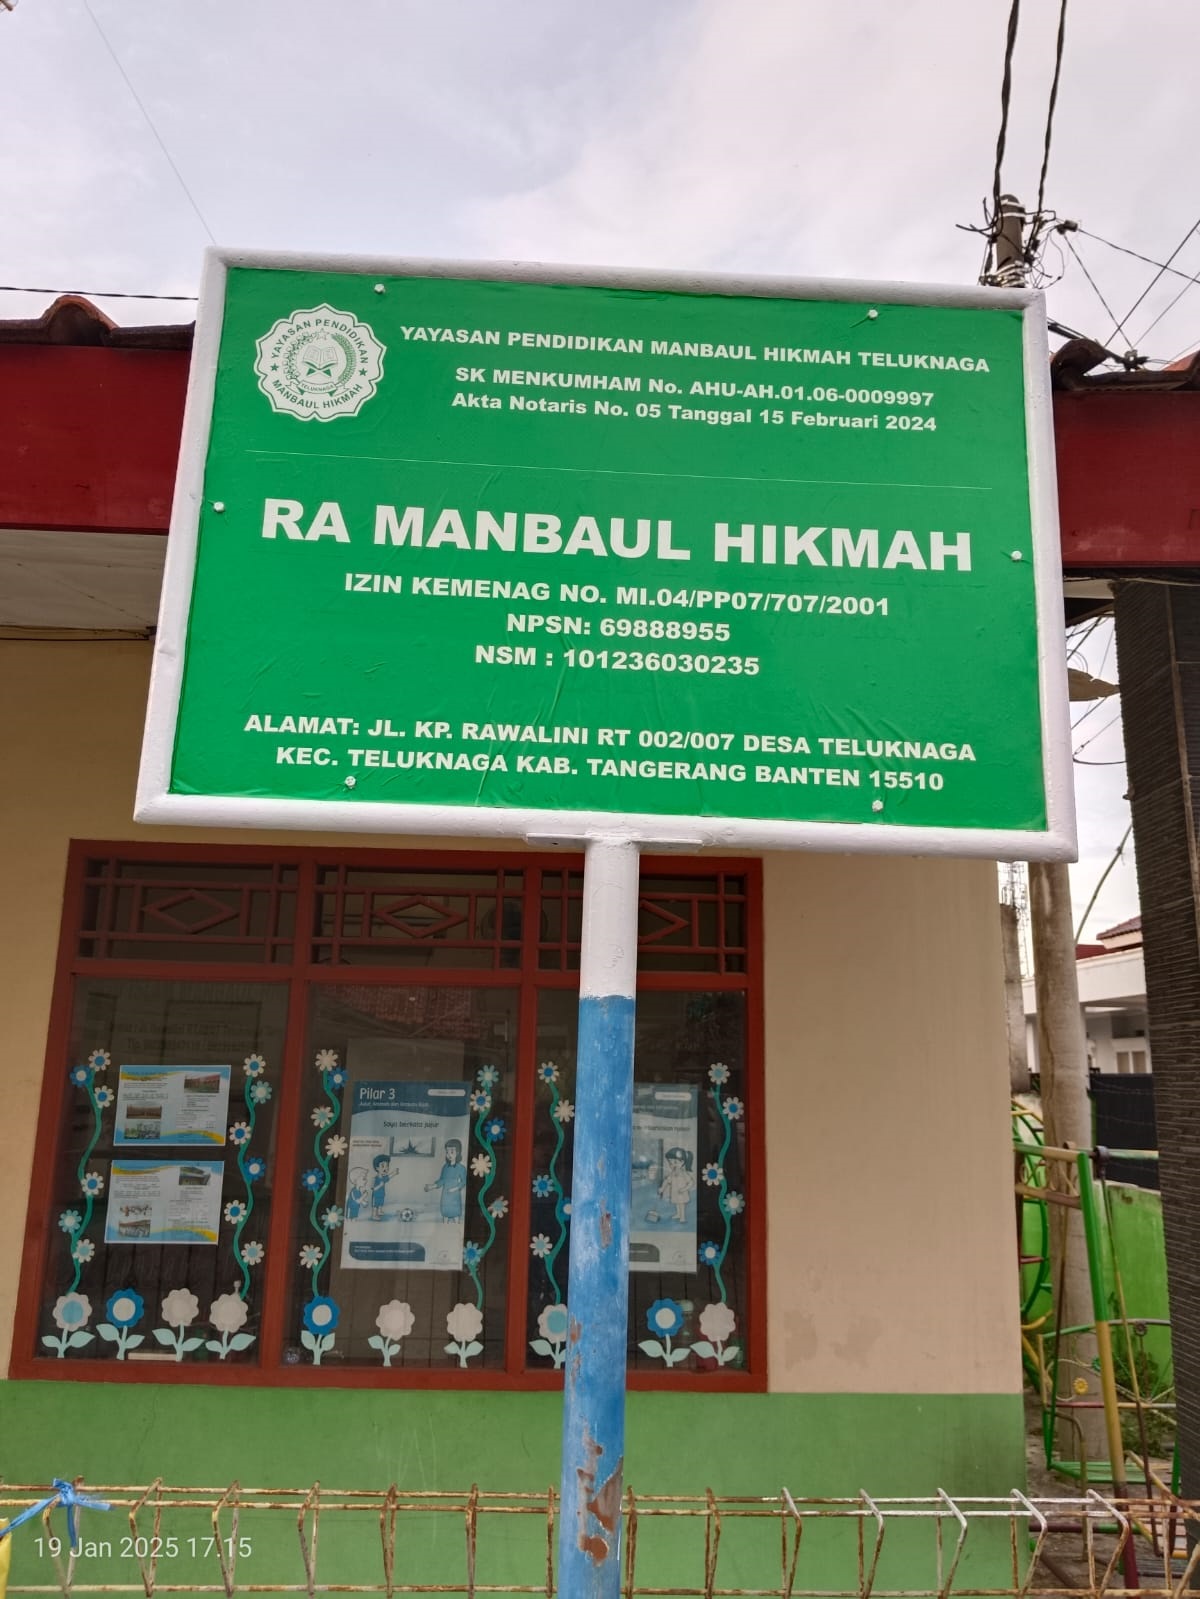 YAYASAN PENDIDIKAN
TELUKNAGA
MANBAUL HIKMAH
YAYASAN PENDIDIKAN MANBAUL HIKMAH TELUKNAGA
SK MENKUMHAM No. AHU-AH.01.06-0009997
Akta Notaris No. 05 Tanggal 15 Februari 2024
RA MANBAUL HIKMAH
IZIN KEMENAG NO. MI.04/PP07/707/2001
NPSN: 69888955
NSM : 101236030235
ALAMAT: JL. KP. RAWALINI RT 002/007 DESA TELUKNAGA
KEC. TELUKNAGA KAB. TANGERANG BANTEN 15510
Pilar 3
Saya berkata jujur
19 Jan 2025 17.15